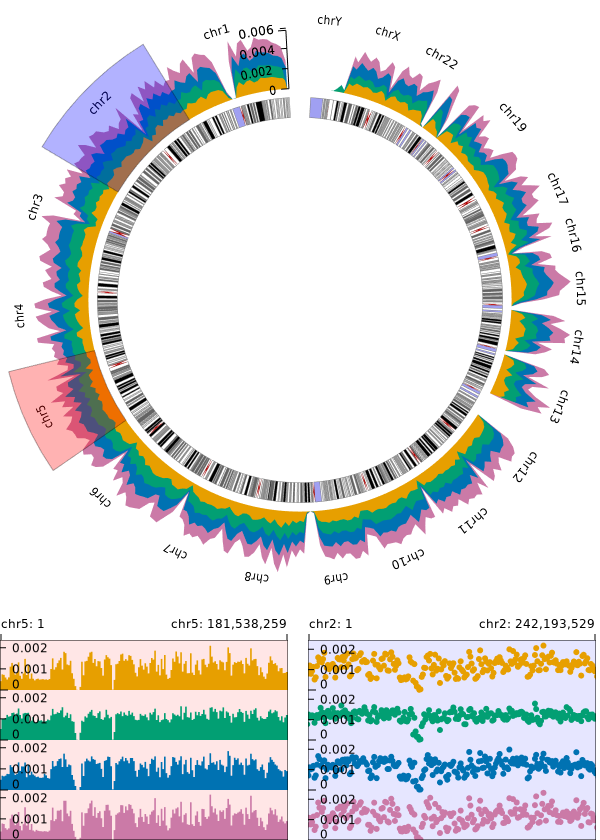 chrY
chr1
0.006
0.004
0.002
0
chrX
chr22
chr2
chr19
chr17
chr3
chr16
chr15
chr4
chr14
chr13
chr5
chr12
chr6
chr11
chr7
chr10
chr8
chr9
chr5: 1
chr5: 181,538,259
chr2: 1
chr2: 242,193,529
0.002
0.001
0
0.002
0.001
0
0.002
0.001
0
0.002
0.001
0.002
0.001
0
0.002
0.001
0
0.002
0.001
0
0.002
0.001